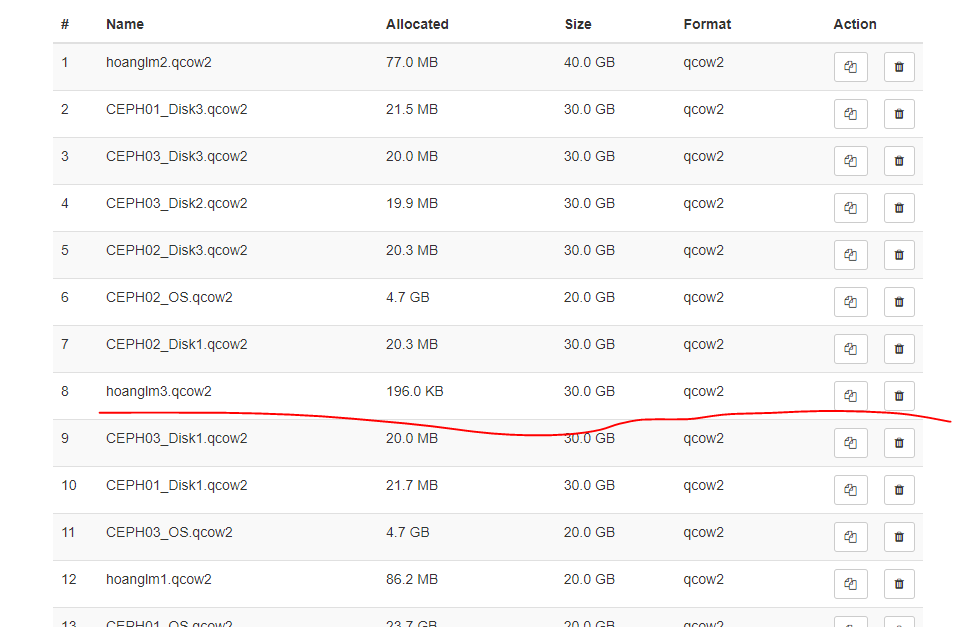 # Name Allocated Size Format Action
1 hoanglm2.qcow2 77.0 MB 40.0 GB qcow2
2 CEPH01_Disk3.qcow2 21.5 MB 30.0 GB qcow2
3 CEPH03_Disk3.qcow2 20.0 MB 30.0 GB qcow2
4 CEPH03_Disk2.qcow2 19.9 MB 30.0 GB qcow2
5 CEPH02_Disk3.qcow2 20.3 MB 30.0 GB qcow2
6 CEPH02_OS.qcow2 4.7 GB 20.0 GB qcow2
7 CEPH02_Disk1.qcow2 20.3 MB 30.0 GB qcow2
8 hoanglm3.qcow2 196.0 KB 30.0 GB qcow2
9 CEPH03_Disk1.qcow2 20.0 MB 30.0 GB qcow2
10 CEPH01_Disk1.qcow2 21.7 MB 30.0 GB qcow2
11 CEPH03_OS.qcow2 4.7 GB 20.0 GB qcow2
12 hoanglm1.qcow2 86.2 MB 20.0 GB qcow2
13 CEPH01_OS.qcow2 23.7 GB 20.0 GB qcow2